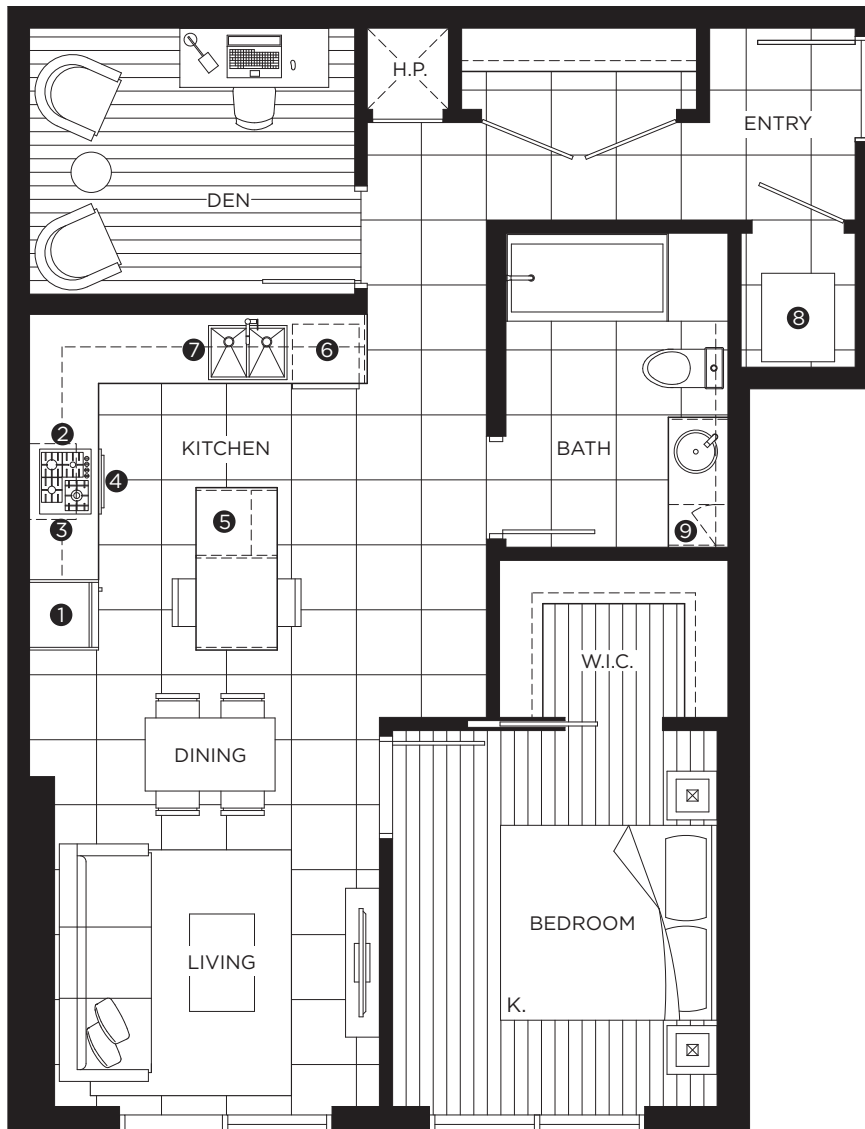 H.P.
ENTRY
DEN
8
7
6
2
KITCHEN
BATH
4
5
3
9
1
W.I.C.
DINING
BEDROOM
LIVING
K.